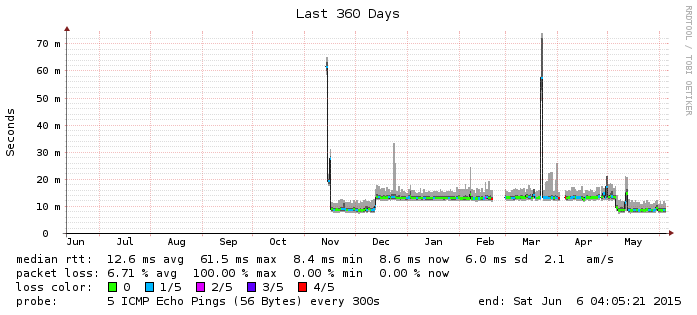 Last 360 Days
RRDTOOL / TOBI OETIKER
Seconds
70 m
60 m
50 m
40 m
30 m
20 m
10 m
0
Jun Jul Aug Sep Oct Nov Dec Jan Feb Mar Apr May
median rtt: 12.6 ms avg 61.5 ms max 8.4 ms min 8.6 ms now 6.0 ms sd 2.1 am/s
packet loss: 6.71 % avg 100.00 % max 0.00 % min 0.00 % now
loss color: 0 1/5 2/5 3/5 4/5
probe: 5 ICMP Echo Pings (56 Bytes) every 300s end: Sat Jun 6 04:05:21 2015